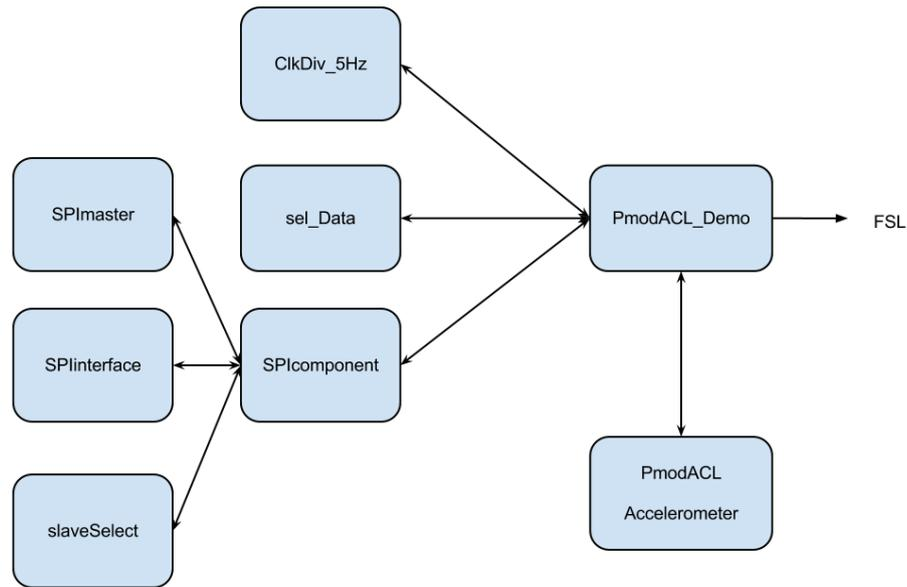 ClkDiv_5Hz
SPImaster
sel_Data
PmodACL_Demo
FSL
SPIinterface
SPIcomponent
PmodACL
Accelerometer
slaveSelect